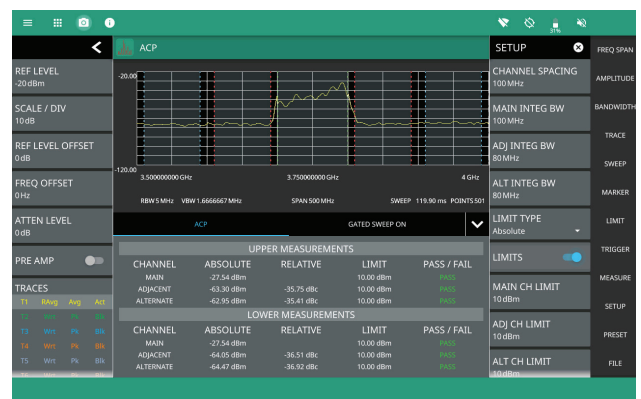 31%
ACP
SETUP
FREQ SPAN
AMPLITUDE
BANDWIDTH
TRACE
SWEEP
MARKER
LIMIT
TRIGGER
MEASURE
SETUP
PRESET
FILE
REF LEVEL
-20 dBm
SCALE / DIV
10 dB
REF LEVEL OFFSET
0 dB
FREQ OFFSET
0 Hz
ATTEN LEVEL
0 dB
PRE AMP
TRACES
T1 RAvg Avg Act
T2 Wrt Pk Blk
T3 Wrt Pk Blk
T4 Wrt Pk Blk
T5 Wrt Pk Blk
-20.00
-120.00
3.500000000 GHz 3.750000000 GHz 4 GHz
RBW 5 MHz VBW 1.6666667 MHz SPAN 500 MHz SWEEP 119.90 ms POINTS 501
ACP GATED SWEEP ON
UPPER MEASUREMENTS
CHANNEL ABSOLUTE RELATIVE LIMIT PASS / FAIL
MAIN -27.54 dBm 10.00 dBm PASS
ADJACENT -63.30 dBm -35.75 dBc 10.00 dBm PASS
ALTERNATE -62.95 dBm -35.41 dBc 10.00 dBm PASS
LOWER MEASUREMENTS
CHANNEL ABSOLUTE RELATIVE LIMIT PASS / FAIL
MAIN -27.54 dBm 10.00 dBm PASS
ADJACENT -64.05 dBm -36.51 dBc 10.00 dBm PASS
ALTERNATE -64.47 dBm -36.92 dBc 10.00 dBm PASS
CHANNEL SPACING
100 MHz
MAIN INTEG BW
100 MHz
ADJ INTEG BW
80 MHz
ALT INTEG BW
80 MHz
LIMIT TYPE
Absolute
LIMITS
MAIN CH LIMIT
10 dBm
ADJ CH LIMIT
10 dBm
ALT CH LIMIT
10 dBm